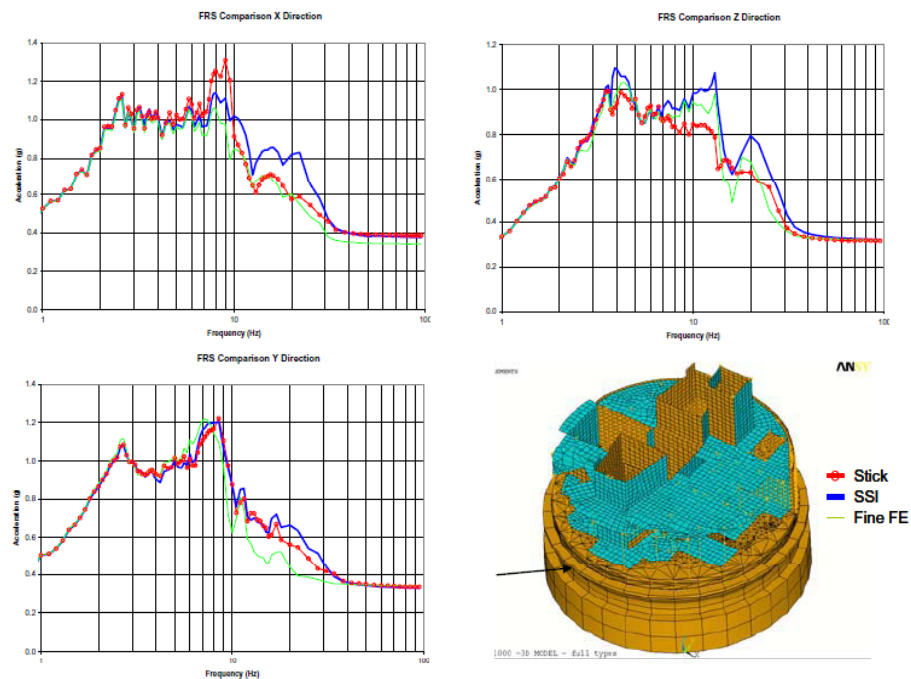 FRS Comparison X Direction
1.4
1.2
1.0
0.8
0.6
0.4
0.2
0.0
Acceleration (g)
1
10
100
Frequency (Hz)
FRS Comparison Z Direction
1.2
1.0
0.8
0.6
0.4
0.2
0.0
Acceleration (g)
1
10
100
Frequency (Hz)
FRS Comparison Y Direction
1.4
1.2
1.0
0.8
0.6
0.4
0.2
0.0
Acceleration (g)
1
10
100
Frequency (Hz)
ANSY
Stick
SSI
Fine FE
1000 -3D MODEL - full types